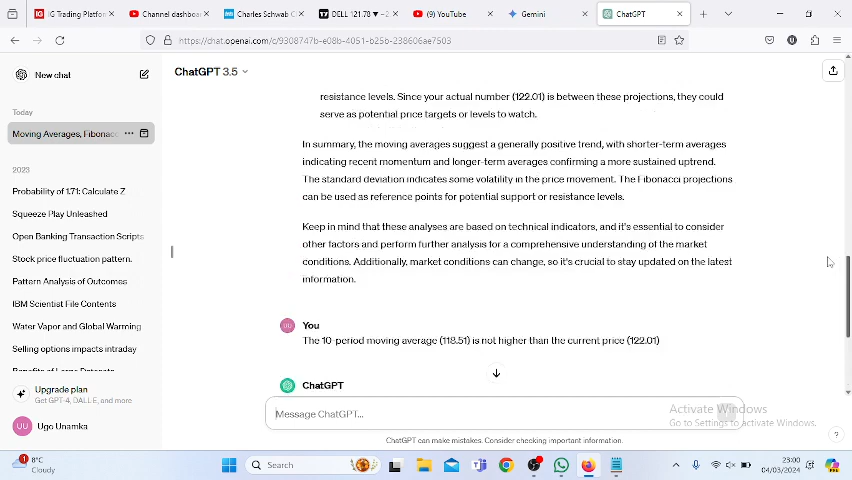 IG Trading Platfon
Channel dashboar
Charles Schwab C
DELL 121.78 ▼ −2
(9) YouTube
Gemini
ChatGPT
https://chat.openai.com/c/9308747b-e08b-4051-b25b-238606ae7503
New chat
ChatGPT 3.5
Today
Moving Averages, Fibonac
2023
Probability of 1.71: Calculate Z
Squeeze Play Unleashed
Open Banking Transaction Scripts
Stock price fluctuation pattern.
Pattern Analysis of Outcomes
IBM Scientist File Contents
Water Vapor and Global Warming
Selling options impacts intraday
Benefits of Large Datasets
Upgrade plan
Get GPT-4, DALL·E, and more
UU
Ugo Unamka
resistance levels. Since your actual number (122.01) is between these projections, they could
serve as potential price targets or levels to watch.
In summary, the moving averages suggest a generally positive trend, with shorter-term averages
indicating recent momentum and longer-term averages confirming a more sustained uptrend.
The standard deviation indicates some volatility in the price movement. The Fibonacci projections
can be used as reference points for potential support or resistance levels.
Keep in mind that these analyses are based on technical indicators, and it's essential to consider
other factors and perform further analysis for a comprehensive understanding of the market
conditions. Additionally, market conditions can change, so it's crucial to stay updated on the latest
information.
UU
You
The 10-period moving average (118.51) is not higher than the current price (122.01)
ChatGPT
Message ChatGPT...
Activate Windows
Go to Settings to activate Windows.
ChatGPT can make mistakes. Consider checking important information.
?
1
8°C
Cloudy
Search
23:00
04/03/2024